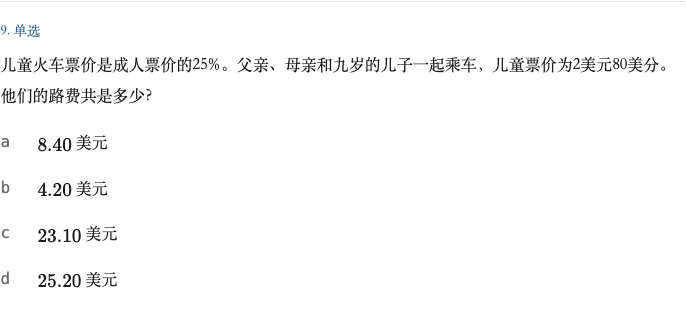 9. 单选
儿童火车票价是成人票价的25%。父亲、母亲和九岁的儿子一起乘车，儿童票价为2美元80美分。
他们的路费共是多少?
a 8.40 美元
b 4.20 美元
c 23.10 美元
d 25.20 美元